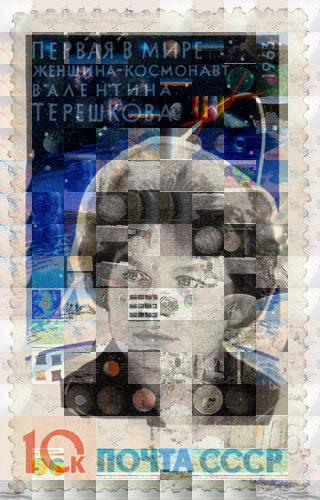 ПЕРВАЯ В МИРЕ
ЖЕНЩИНА-КОСМОНАВТ
ВАЛЕНТИНА
ТЕРЕШКОВА
1963
10 К
ПОЧТА СССР